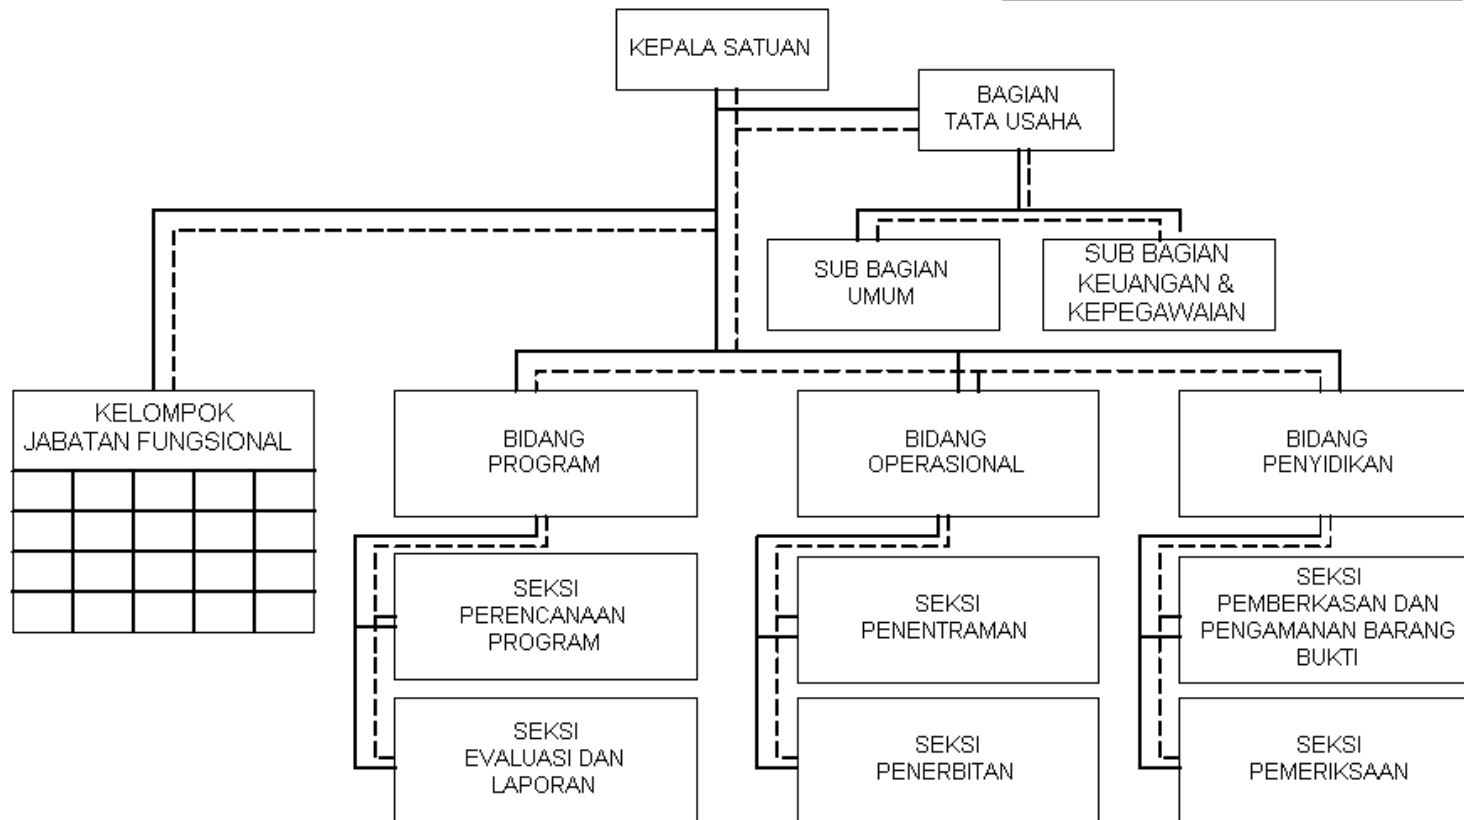 KEPALA SATUAN
BAGIAN
TATA USAHA
SUB BAGIAN
UMUM
SUB BAGIAN
KEUANGAN &
KEPEGAWAIAN
KELOMPOK
JABATAN FUNGSIONAL
BIDANG
PROGRAM
BIDANG
OPERASIONAL
BIDANG
PENYIDIKAN
SEKSI
PERENCANAAN
PROGRAM
SEKSI
PENENTRAMAN
SEKSI
PEMBERKASAN DAN
PENGAMANAN BARANG
BUKTI
SEKSI
EVALUASI DAN
LAPORAN
SEKSI
PENERBITAN
SEKSI
PEMERIKSAAN